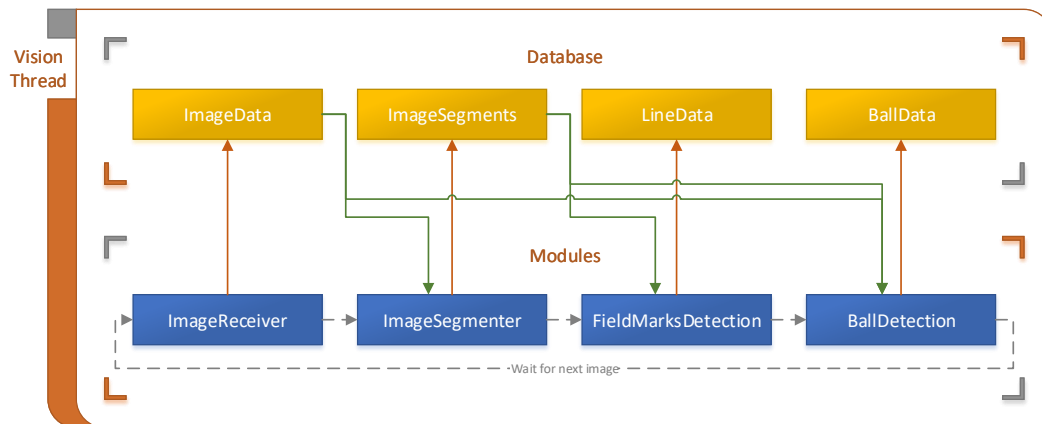 Vision
Thread
Database
ImageData
ImageSegments
LineData
BallData
Modules
ImageReceiver
ImageSegmenter
FieldMarksDetection
BallDetection
Wait for next image